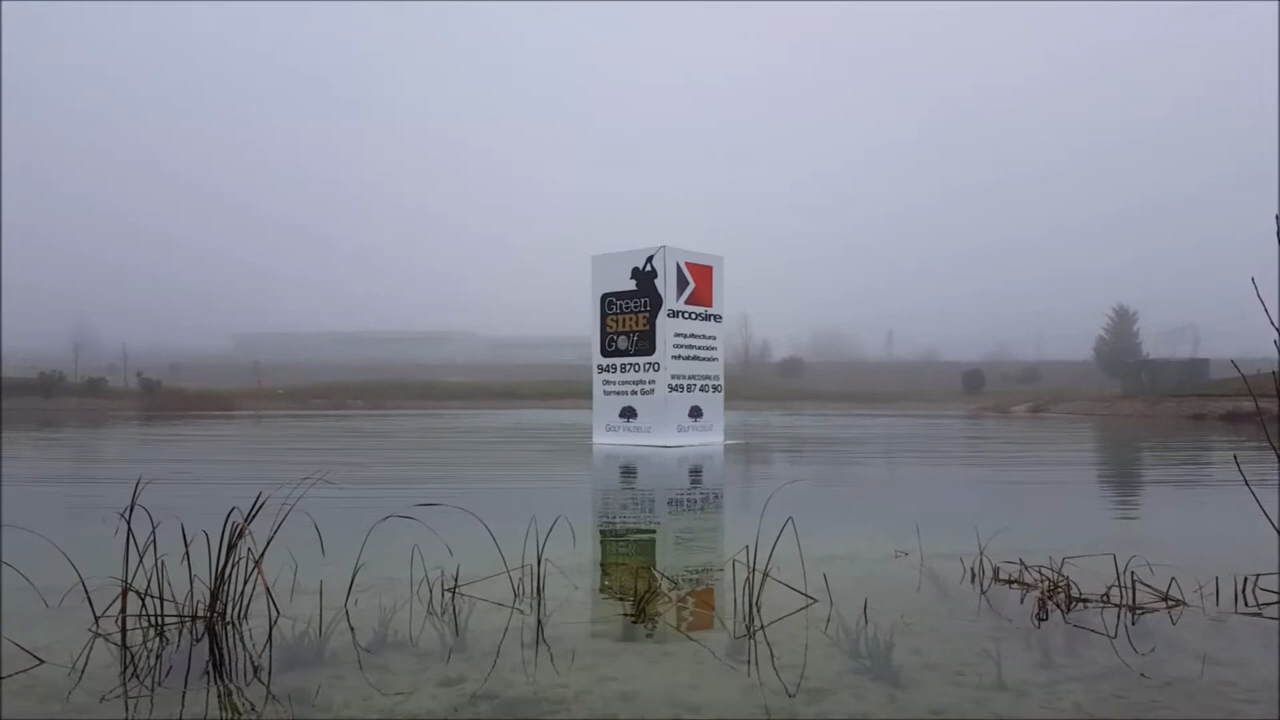 Green
SIRE
Golf.es
949 870 170
Otro concepto en
torneos de Golf
GOLF VALDELUZ
arcosire
arquitectura
construcción
rehabilitación
WWW.ARCOSIRE.ES
949 87 40 90
GOLF VALDELUZ